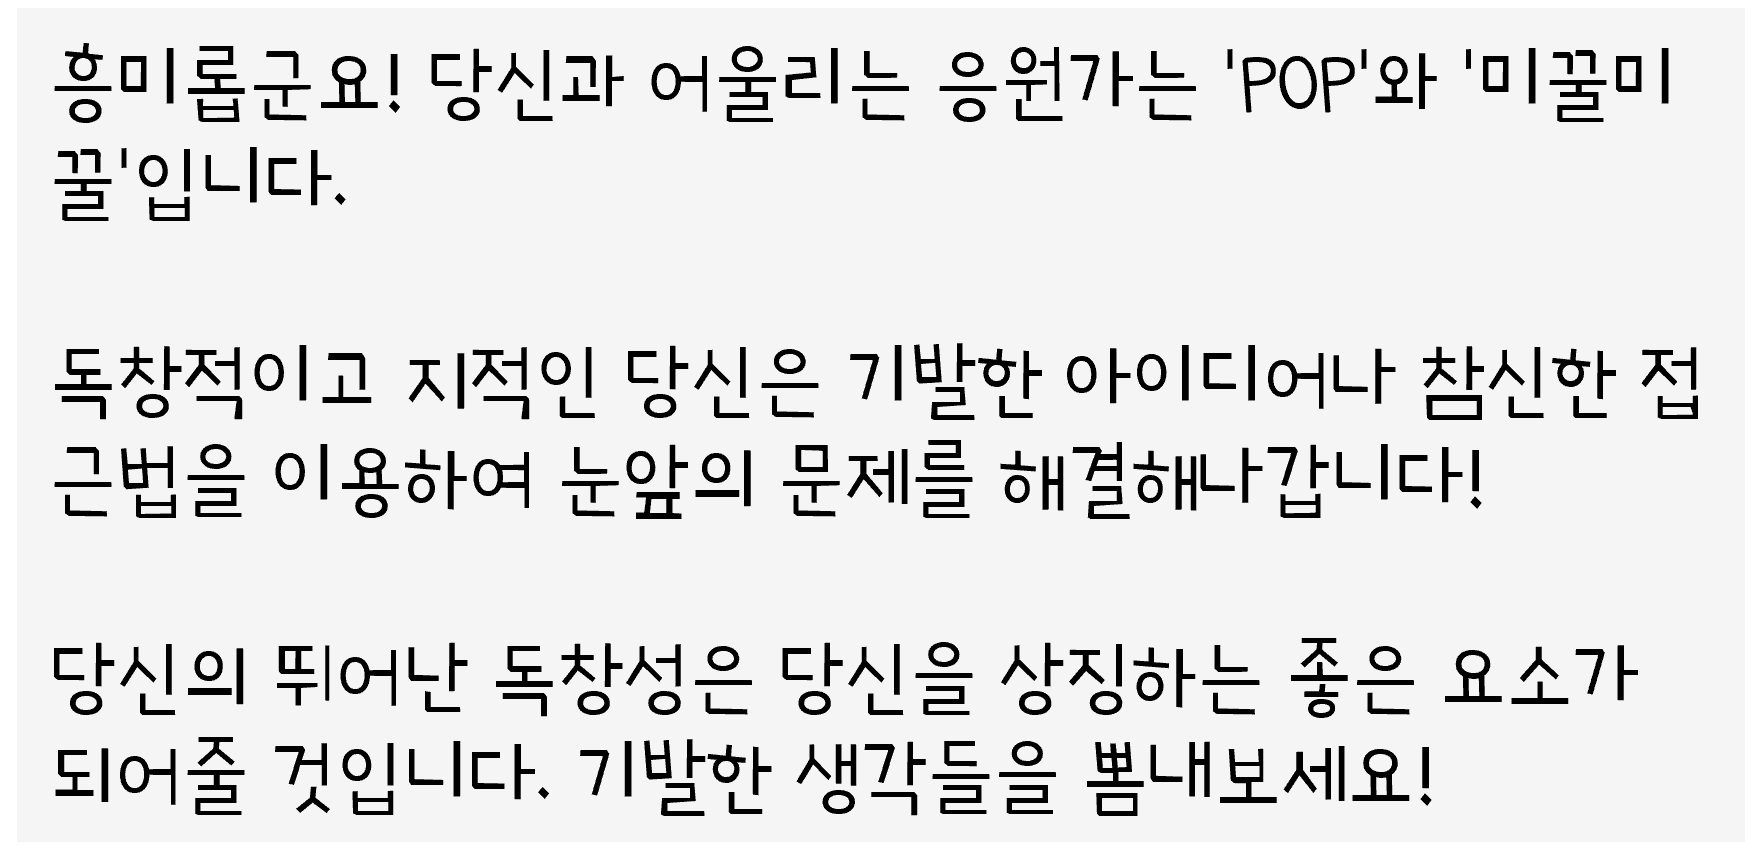 흥미롭군요! 당신과 어울리는 응원가는 'POP'와 '미꿀미
꿀'입니다.
독창적이고 지적인 당신은 기발한 아이디어나 참신한 접
근법을 이용하여 눈앞의 문제를 해결해나갑니다!
당신의 뛰어난 독창성은 당신을 상징하는 좋은 요소가
되어줄 것입니다. 기발한 생각들을 뽐내보세요!